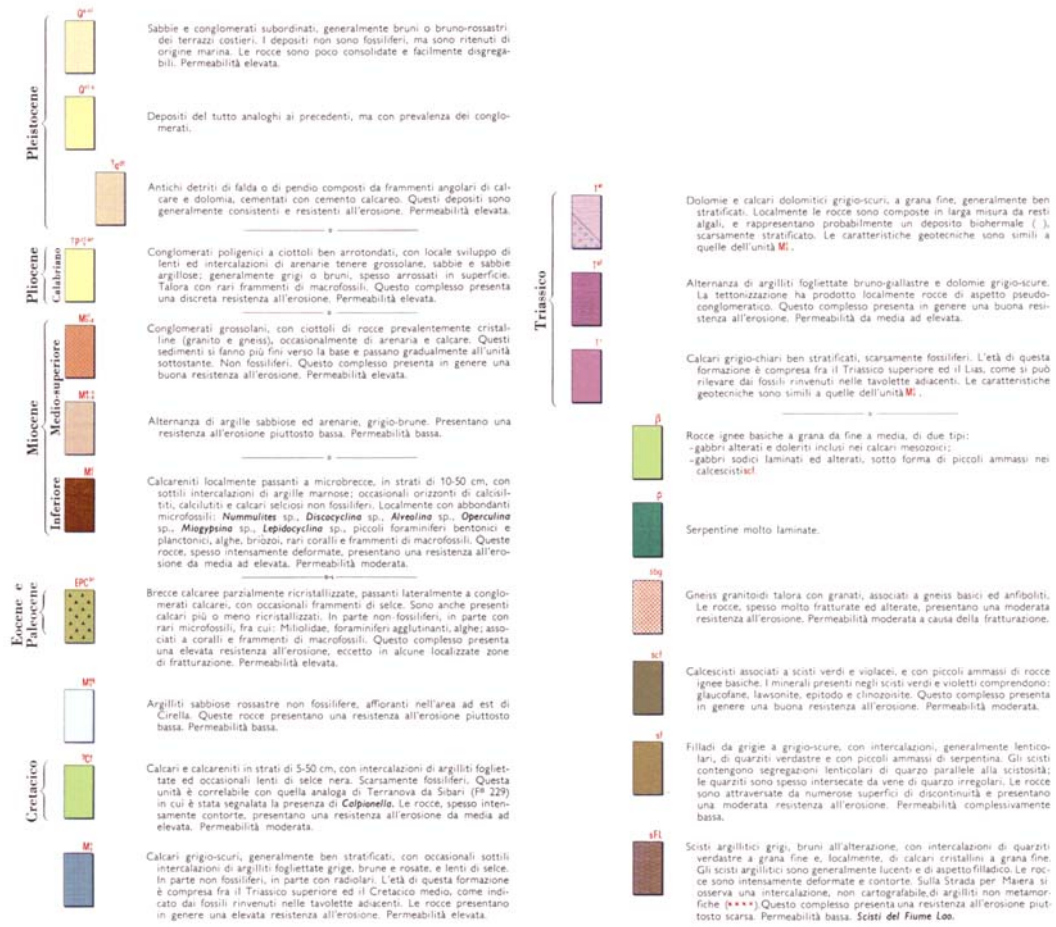 Pleistocene
Sabbie e conglomerati subordinati, generalmente bruni o bruno-rossastri
dei terrazzi costieri. I depositi non sono fossiliferi, ma sono ritenuti di
origine marina. Le rocce sono poco consolidate e facilmente disgrega-
bili. Permeabilità elevata.
Depositi del tutto analoghi ai precedenti, ma con prevalenza dei conglo-
merati.
Antichi detriti di falda o di pendio composti da frammenti angolari di cal-
care e dolomia, cementati con cemento calcareo. Questi depositi sono
generalmente consistenti e resistenti all'erosione. Permeabilità elevata.
Pliocene
Calabriano
Conglomerati poligenici a ciottoli ben arrotondati, con locale sviluppo di
lenti ed intercalazioni di arenarie tenere grossolane, sabbie e sabbie
argillose; generalmente grigi o bruni, spesso arrossati in superficie.
Talora con rari frammenti di macrofossili. Questo complesso presenta
una discreta resistenza all'erosione. Permeabilità elevata.
Miocene
Medio-superiore
Conglomerati grossolani, con ciottoli di rocce prevalentemente cristal-
line (granito e gneiss), occasionalmente di arenaria e calcare. Questi
sedimenti si fanno più fini verso la base e passano gradualmente all'unità
sottostante. Non fossiliferi. Questo complesso presenta in genere una
buona resistenza all'erosione. Permeabilità elevata.
Alternanza di argille sabbiose ed arenarie, grigio-brune. Presentano una
resistenza all'erosione piuttosto bassa. Permeabilità bassa.
Inferiore
Calcareniti localmente passanti a microbrecce, in strati di 10-50 cm, con
sottili intercalazioni di argille marnose; occasionali orizzonti di calcisil-
titi, calcilutiti e calcari selciosi non fossiliferi. Localmente con abbondanti
microfossili: Nummulites sp., Discocyclina sp., Alveolina sp., Operculina
sp., Miogypsina sp., Lepidocyclina sp., piccoli foraminiferi bentonici e
planctonici, alghe, briozoi, rari coralli e frammenti di macrofossili. Queste
rocce, spesso intensamente deformate, presentano una resistenza all'ero-
sione da media ad elevata. Permeabilità moderata.
Eocene e
Paleocene
Brecce calcaree parzialmente ricristallizzate, passanti lateralmente a conglo-
merati calcarei, con occasionali frammenti di selce. Sono anche presenti
calcari più o meno ricristallizzati. In parte non fossiliferi, in parte con
rari microfossili, fra cui: Miliolidae, foraminiferi agglutinanti, alghe; asso-
ciati a coralli e frammenti di macrofossili. Questo complesso presenta
una elevata resistenza all'erosione, eccetto in alcune localizzate zone
di fratturazione. Permeabilità elevata.
Argilliti sabbiose rossastre non fossilifere, affioranti nell'area ad est di
Cirella. Queste rocce presentano una resistenza all'erosione piuttosto
bassa. Permeabilità bassa.
Cretacico
Calcari e calcareniti in strati di 5-50 cm, con intercalazioni di argilliti fogliet-
tate ed occasionali lenti di selce nera. Scarsamente fossiliferi. Questa
unità è correlabile con quella analoga di Terranova da Sibari (Fº 229)
in cui è stata segnalata la presenza di Calpionella. Le rocce, spesso inten-
samente contorte, presentano una resistenza all'erosione da media ad
elevata. Permeabilità moderata.
Calcari grigio-scuri, generalmente ben stratificati, con occasionali sottili
intercalazioni di argilliti fogliettate grige, brune e rosate, e lenti di selce.
In parte non fossiliferi, in parte con radiolari. L'età di questa formazione
è compresa fra il Triassico superiore ed il Cretacico medio, come indi-
cato dai fossili rinvenuti nelle tavolette adiacenti. Le rocce presentano
in genere una elevata resistenza all'erosione. Permeabilità elevata.
Triassico
Dolomie e calcari dolomitici grigio-scuri, a grana fine, generalmente ben
stratificati. Localmente le rocce sono composte in larga misura da resti
algali, e rappresentano probabilmente un deposito biohermale ( ),
scarsamente stratificato. Le caratteristiche geotecniche sono simili a
quelle dell'unità
Alternanza di argilliti fogliettate bruno-giallastre e dolomie grigio-scure.
La tettonizzazione ha prodotto localmente rocce di aspetto pseudo-
conglomeratico. Questo complesso presenta in genere una buona resi-
stenza all'erosione. Permeabilità da media ad elevata.
Calcari grigio-chiari ben stratificati, scarsamente fossiliferi. L'età di questa
formazione è compresa fra il Triassico superiore ed il Lias, come si può
rilevare dai fossili rinvenuti nelle tavolette adiacenti. Le caratteristiche
geotecniche sono simili a quelle dell'unità
β
Rocce ignee basiche a grana da fine a media, di due tipi:
- gabbri alterati e doleriti inclusi nei calcari mesozoici;
- gabbri sodici laminati ed alterati, sotto forma di piccoli ammassi nei
calcescisti scf
ρ
Serpentine molto laminate.
sbg
Gneiss granitoidi talora con granati, associati a gneiss basici ed anfiboliti.
Le rocce, spesso molto fratturate ed alterate, presentano una moderata
resistenza all'erosione. Permeabilità moderata a causa della fratturazione.
scf
Calcescisti associati a scisti verdi e violacei, e con piccoli ammassi di rocce
ignee basiche. I minerali presenti negli scisti verdi e violetti comprendono:
glaucofane, lawsonite, epitodo e clinozoisite. Questo complesso presenta
in genere una buona resistenza all'erosione. Permeabilità moderata.
sf
Filladi da grigie a grigio-scure, con intercalazioni, generalmente lentico-
lari, di quarziti verdastre e con piccoli ammassi di serpentina. Gli scisti
contengono segregazioni lenticolari di quarzo parallele alla scistosità;
le quarziti sono spesso intersecate da vene di quarzo irregolari. Le rocce
sono attraversate da numerose superfici di discontinuità e presentano
una moderata resistenza all'erosione. Permeabilità complessivamente
bassa.
sFL
Scisti argillitici grigi, bruni all'alterazione, con intercalazioni di quarziti
verdastre a grana fine e, localmente, di calcari cristallini a grana fine.
Gli scisti argillitici sono generalmente lucenti e di aspetto filladico. Le roc-
ce sono intensamente deformate e contorte. Sulla Strada per Maiera si
osserva una intercalazione, non cartografabile, di argilliti non metamor-
fiche (****). Questo complesso presenta una resistenza all'erosione piut-
tosto scarsa. Permeabilità bassa. Scisti del Fiume Lao.